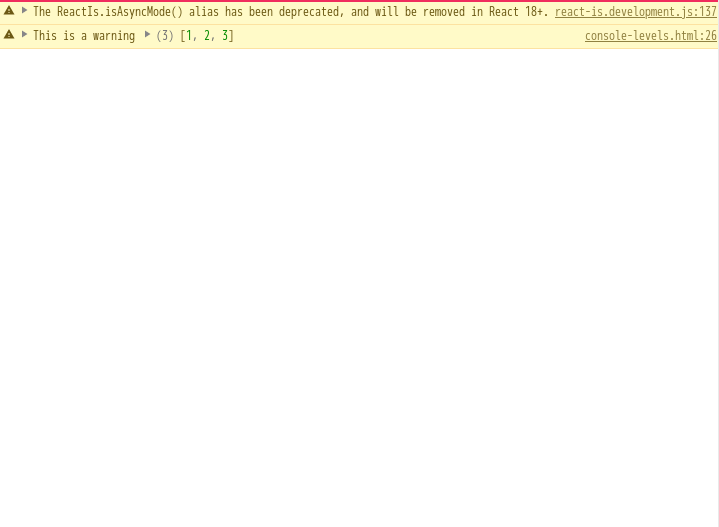 The ReactIs.isAsyncMode() alias has been deprecated, and will be removed in React 18+. react-is.development.js:137
This is a warning (3) [1, 2, 3] console-levels.html:26